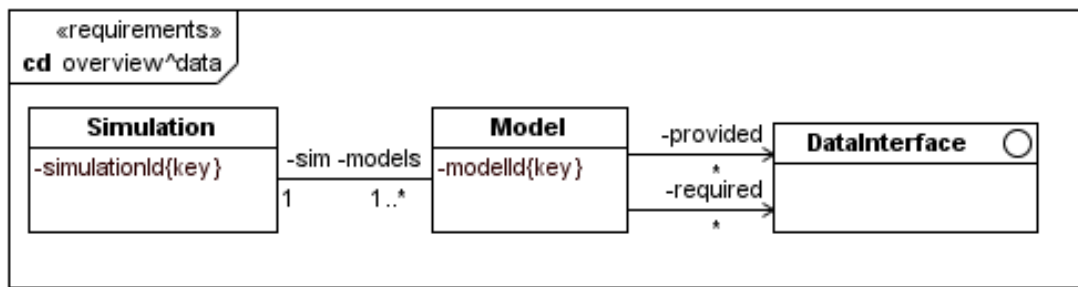 «requirements»
cd overview^data
Simulation
-simulationId{key}
-sim -models
1 1..*
Model
-modelId{key}
-provided
*
-required
*
DataInterface